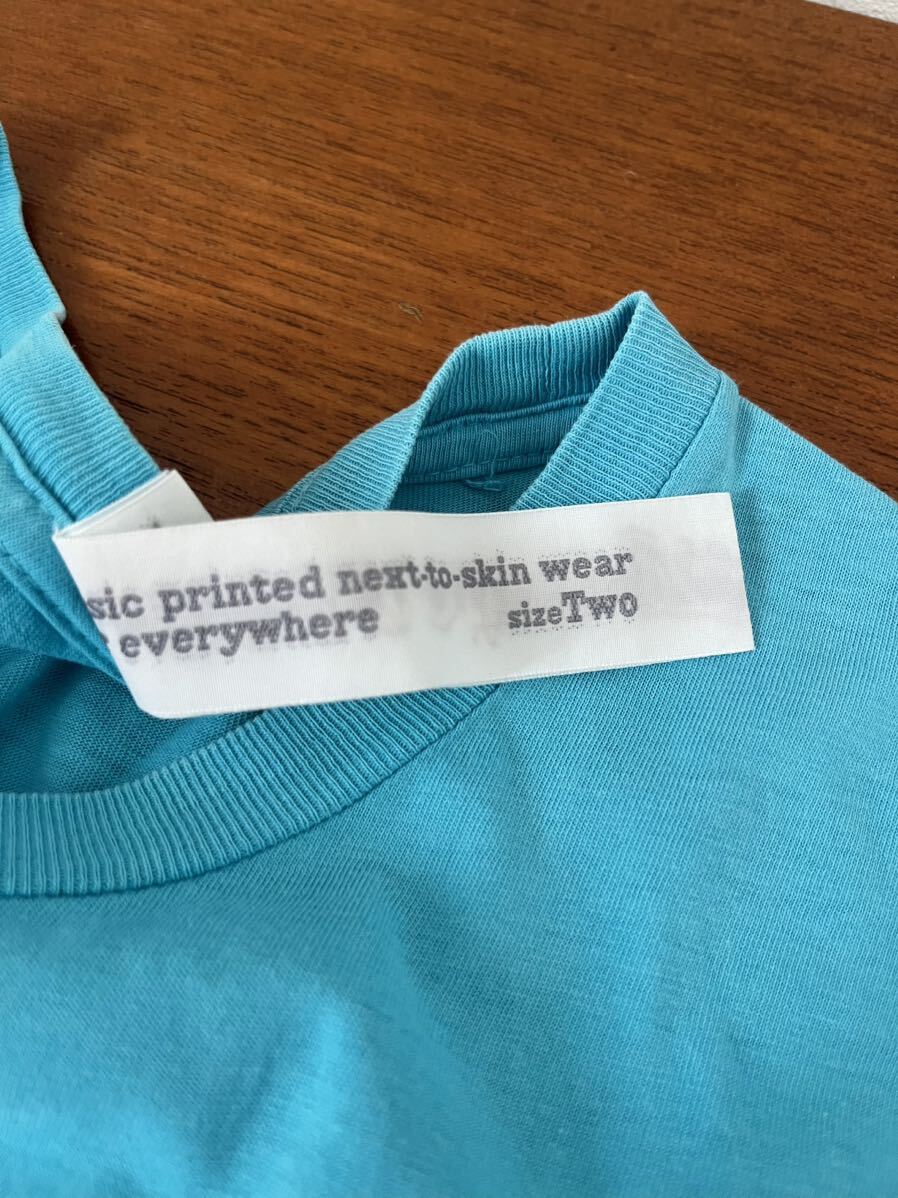 sic printed next-to-skin wear
everywhere sizeTwo